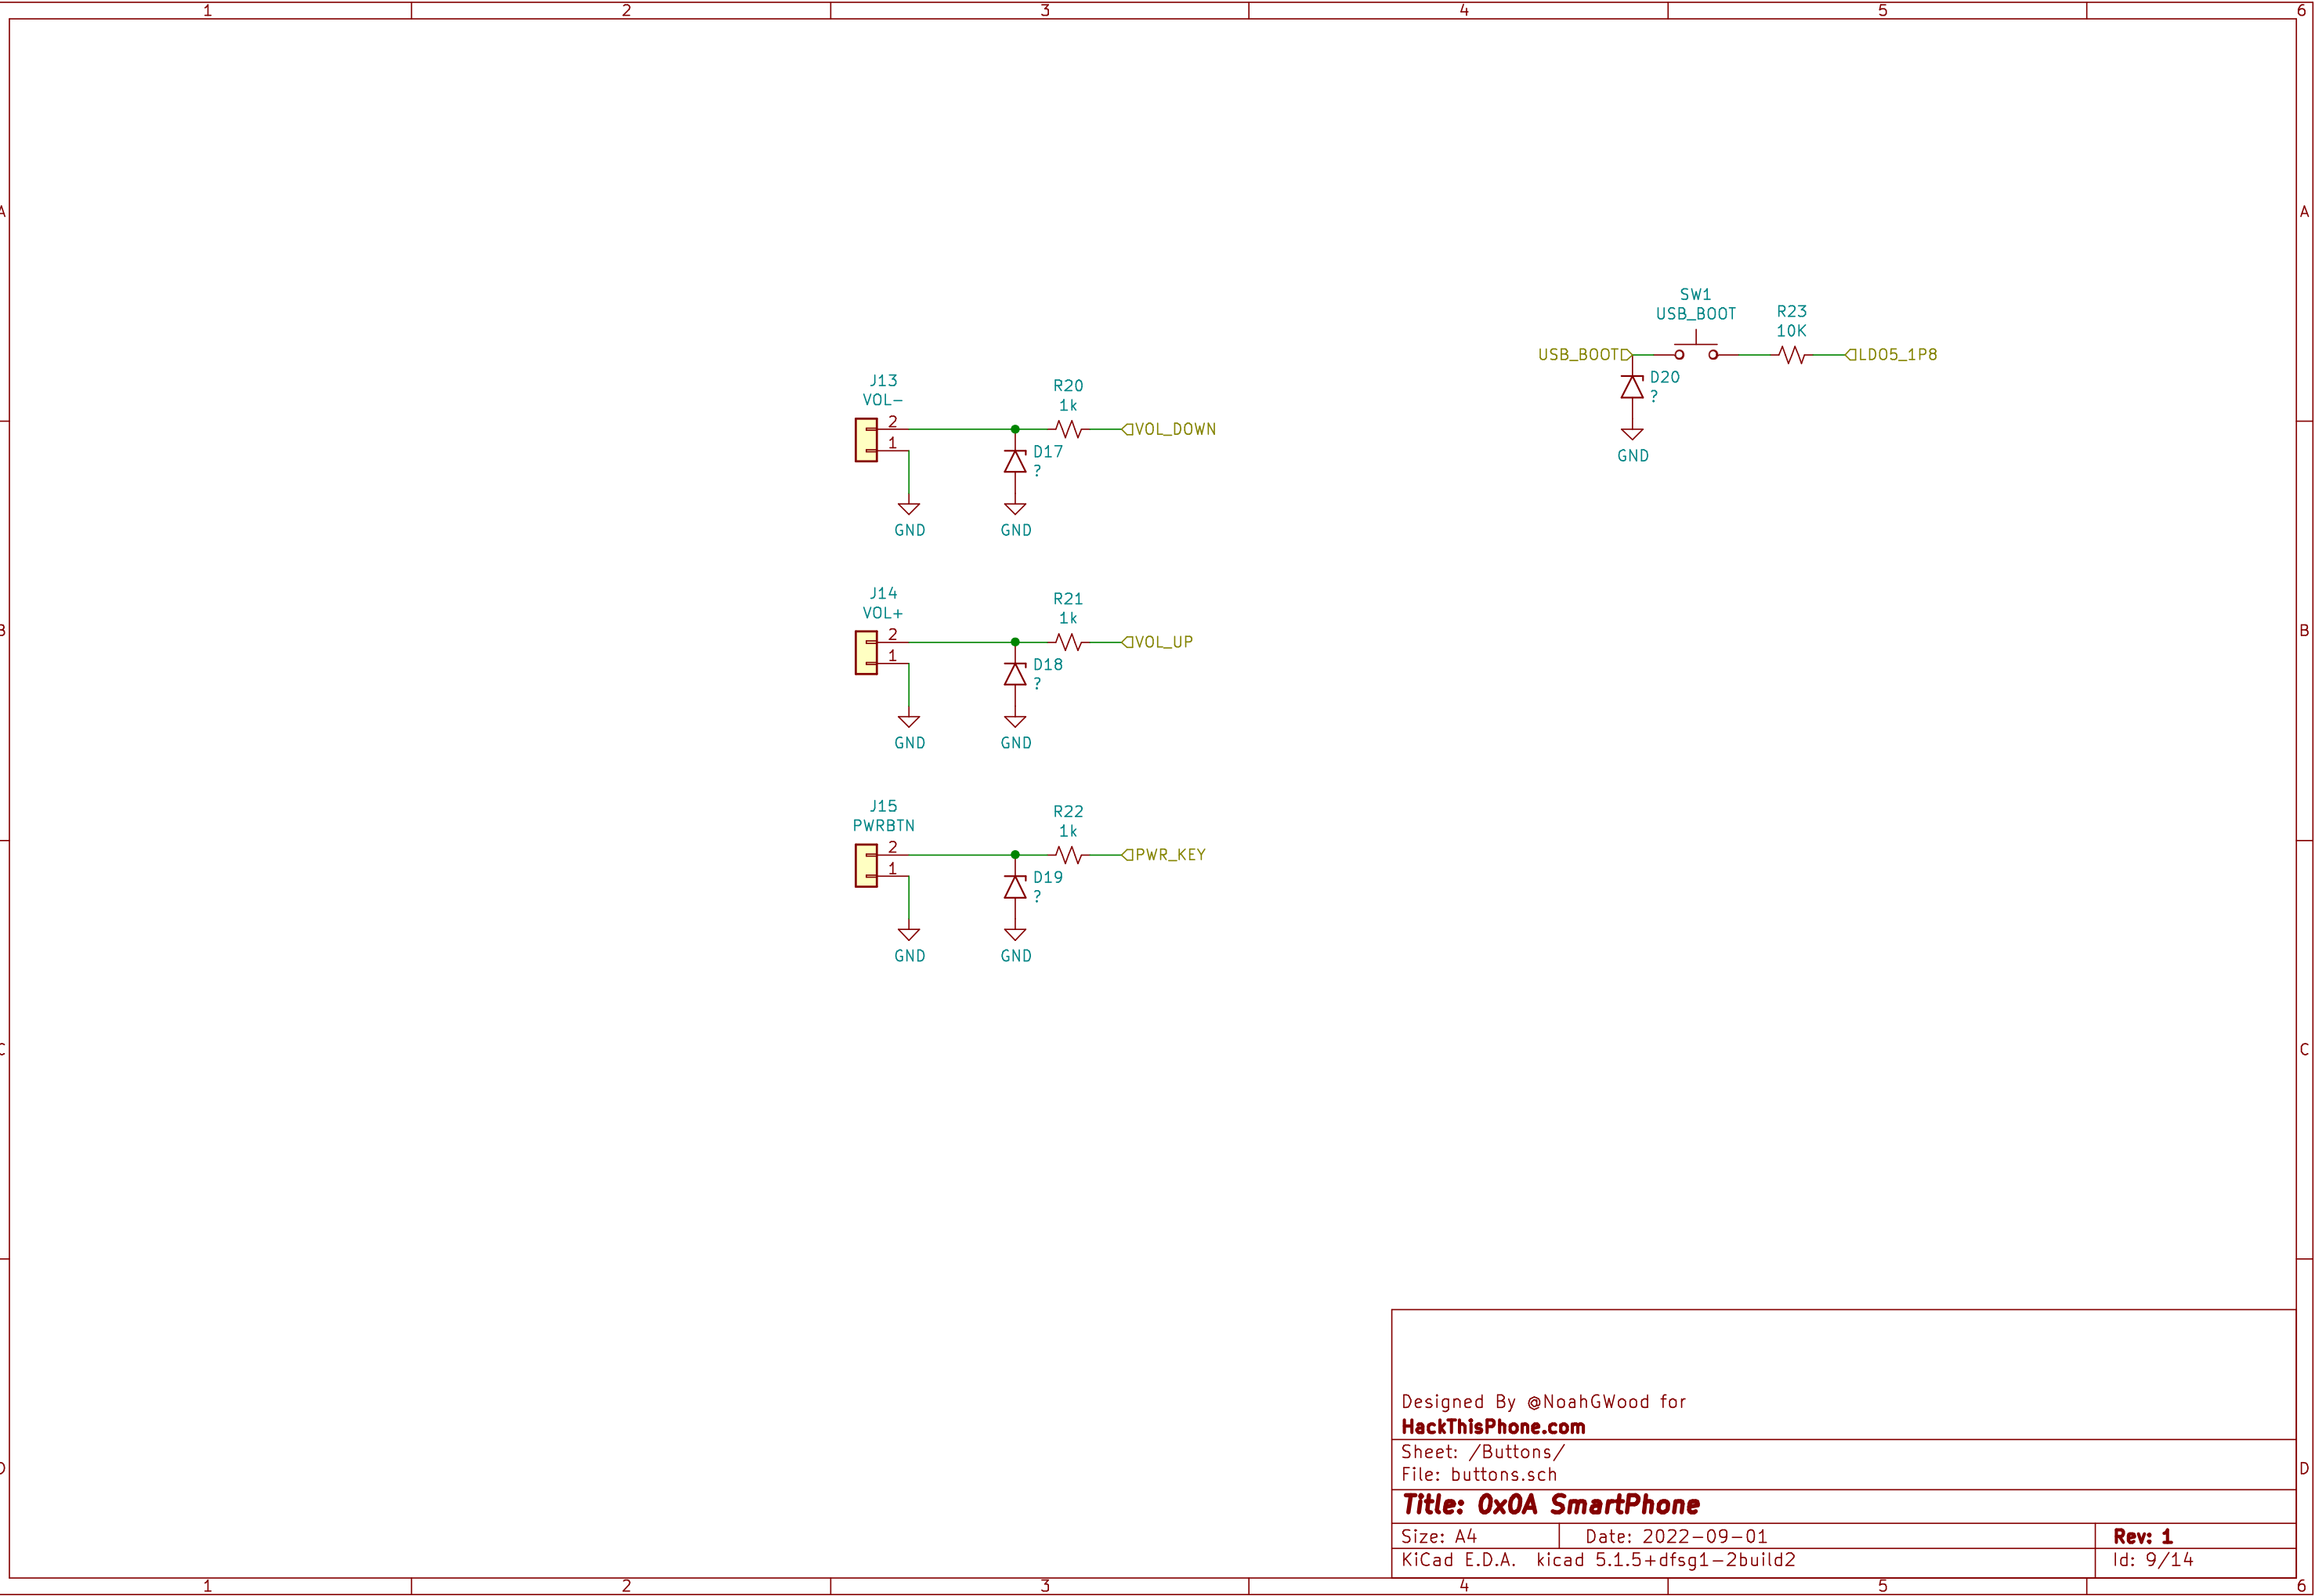 1 2 3 4 5 6
A A
SW1
USB_BOOT
R23
10K
USB_BOOT
LDO5_1P8
D20
?
GND
J13
VOL-
R20
1k
2
1
VOL_DOWN
D17
?
GND
GND
J14
VOL+
R21
1k
B B
2
1
VOL_UP
D18
?
GND
GND
J15
PWRBTN
R22
1k
2
1
PWR_KEY
D19
?
GND
GND
C C
Designed By @NoahGWood for
HackThisPhone.com
Sheet: /Buttons/
File: buttons.sch
D D
Title: 0x0A SmartPhone
Size: A4 Date: 2022-09-01 Rev: 1
KiCad E.D.A. kicad 5.1.5+dfsg1-2build2 Id: 9/14
1 2 3 4 5 6